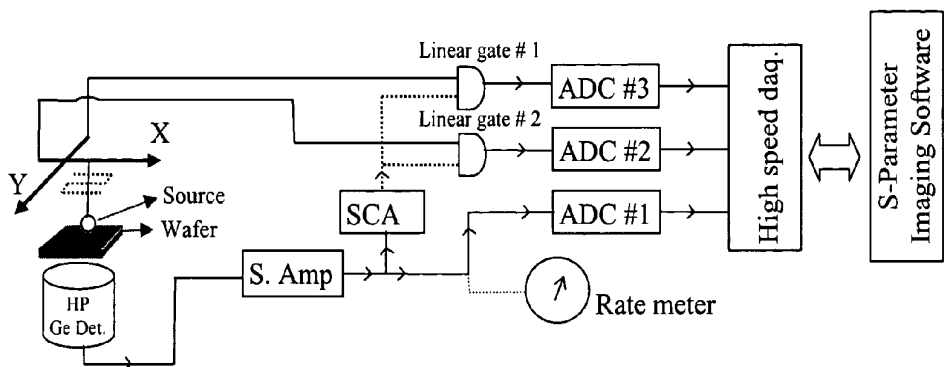 Linear gate # 1
ADC #3
Linear gate # 2
ADC #2
X
Y
Source
Wafer
SCA
ADC #1
S. Amp
HP
Ge Det.
Rate meter
High speed daq.
S-Parameter
Imaging Software